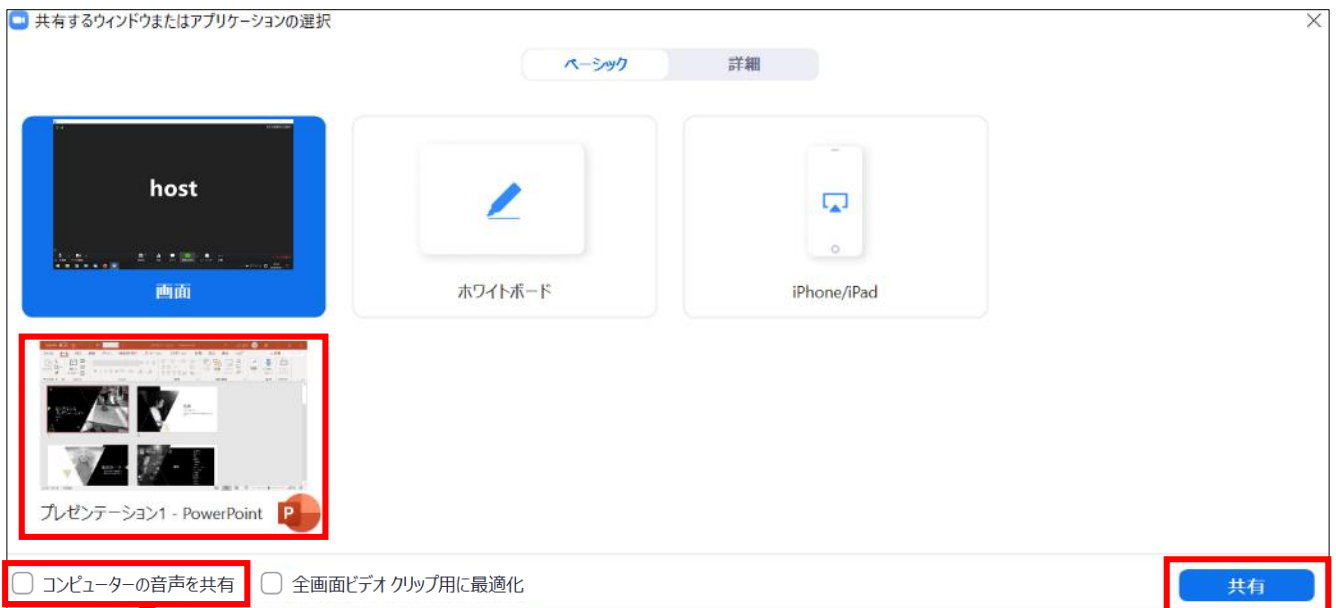 共有するウィンドウまたはアプリケーションの選択
ベーシック 詳細
host
画面
ホワイトボード
iPhone/iPad
プレゼンテーション1 - PowerPoint
P
コンピューターの音声を共有
全画面ビデオ クリップ用に最適化
共有